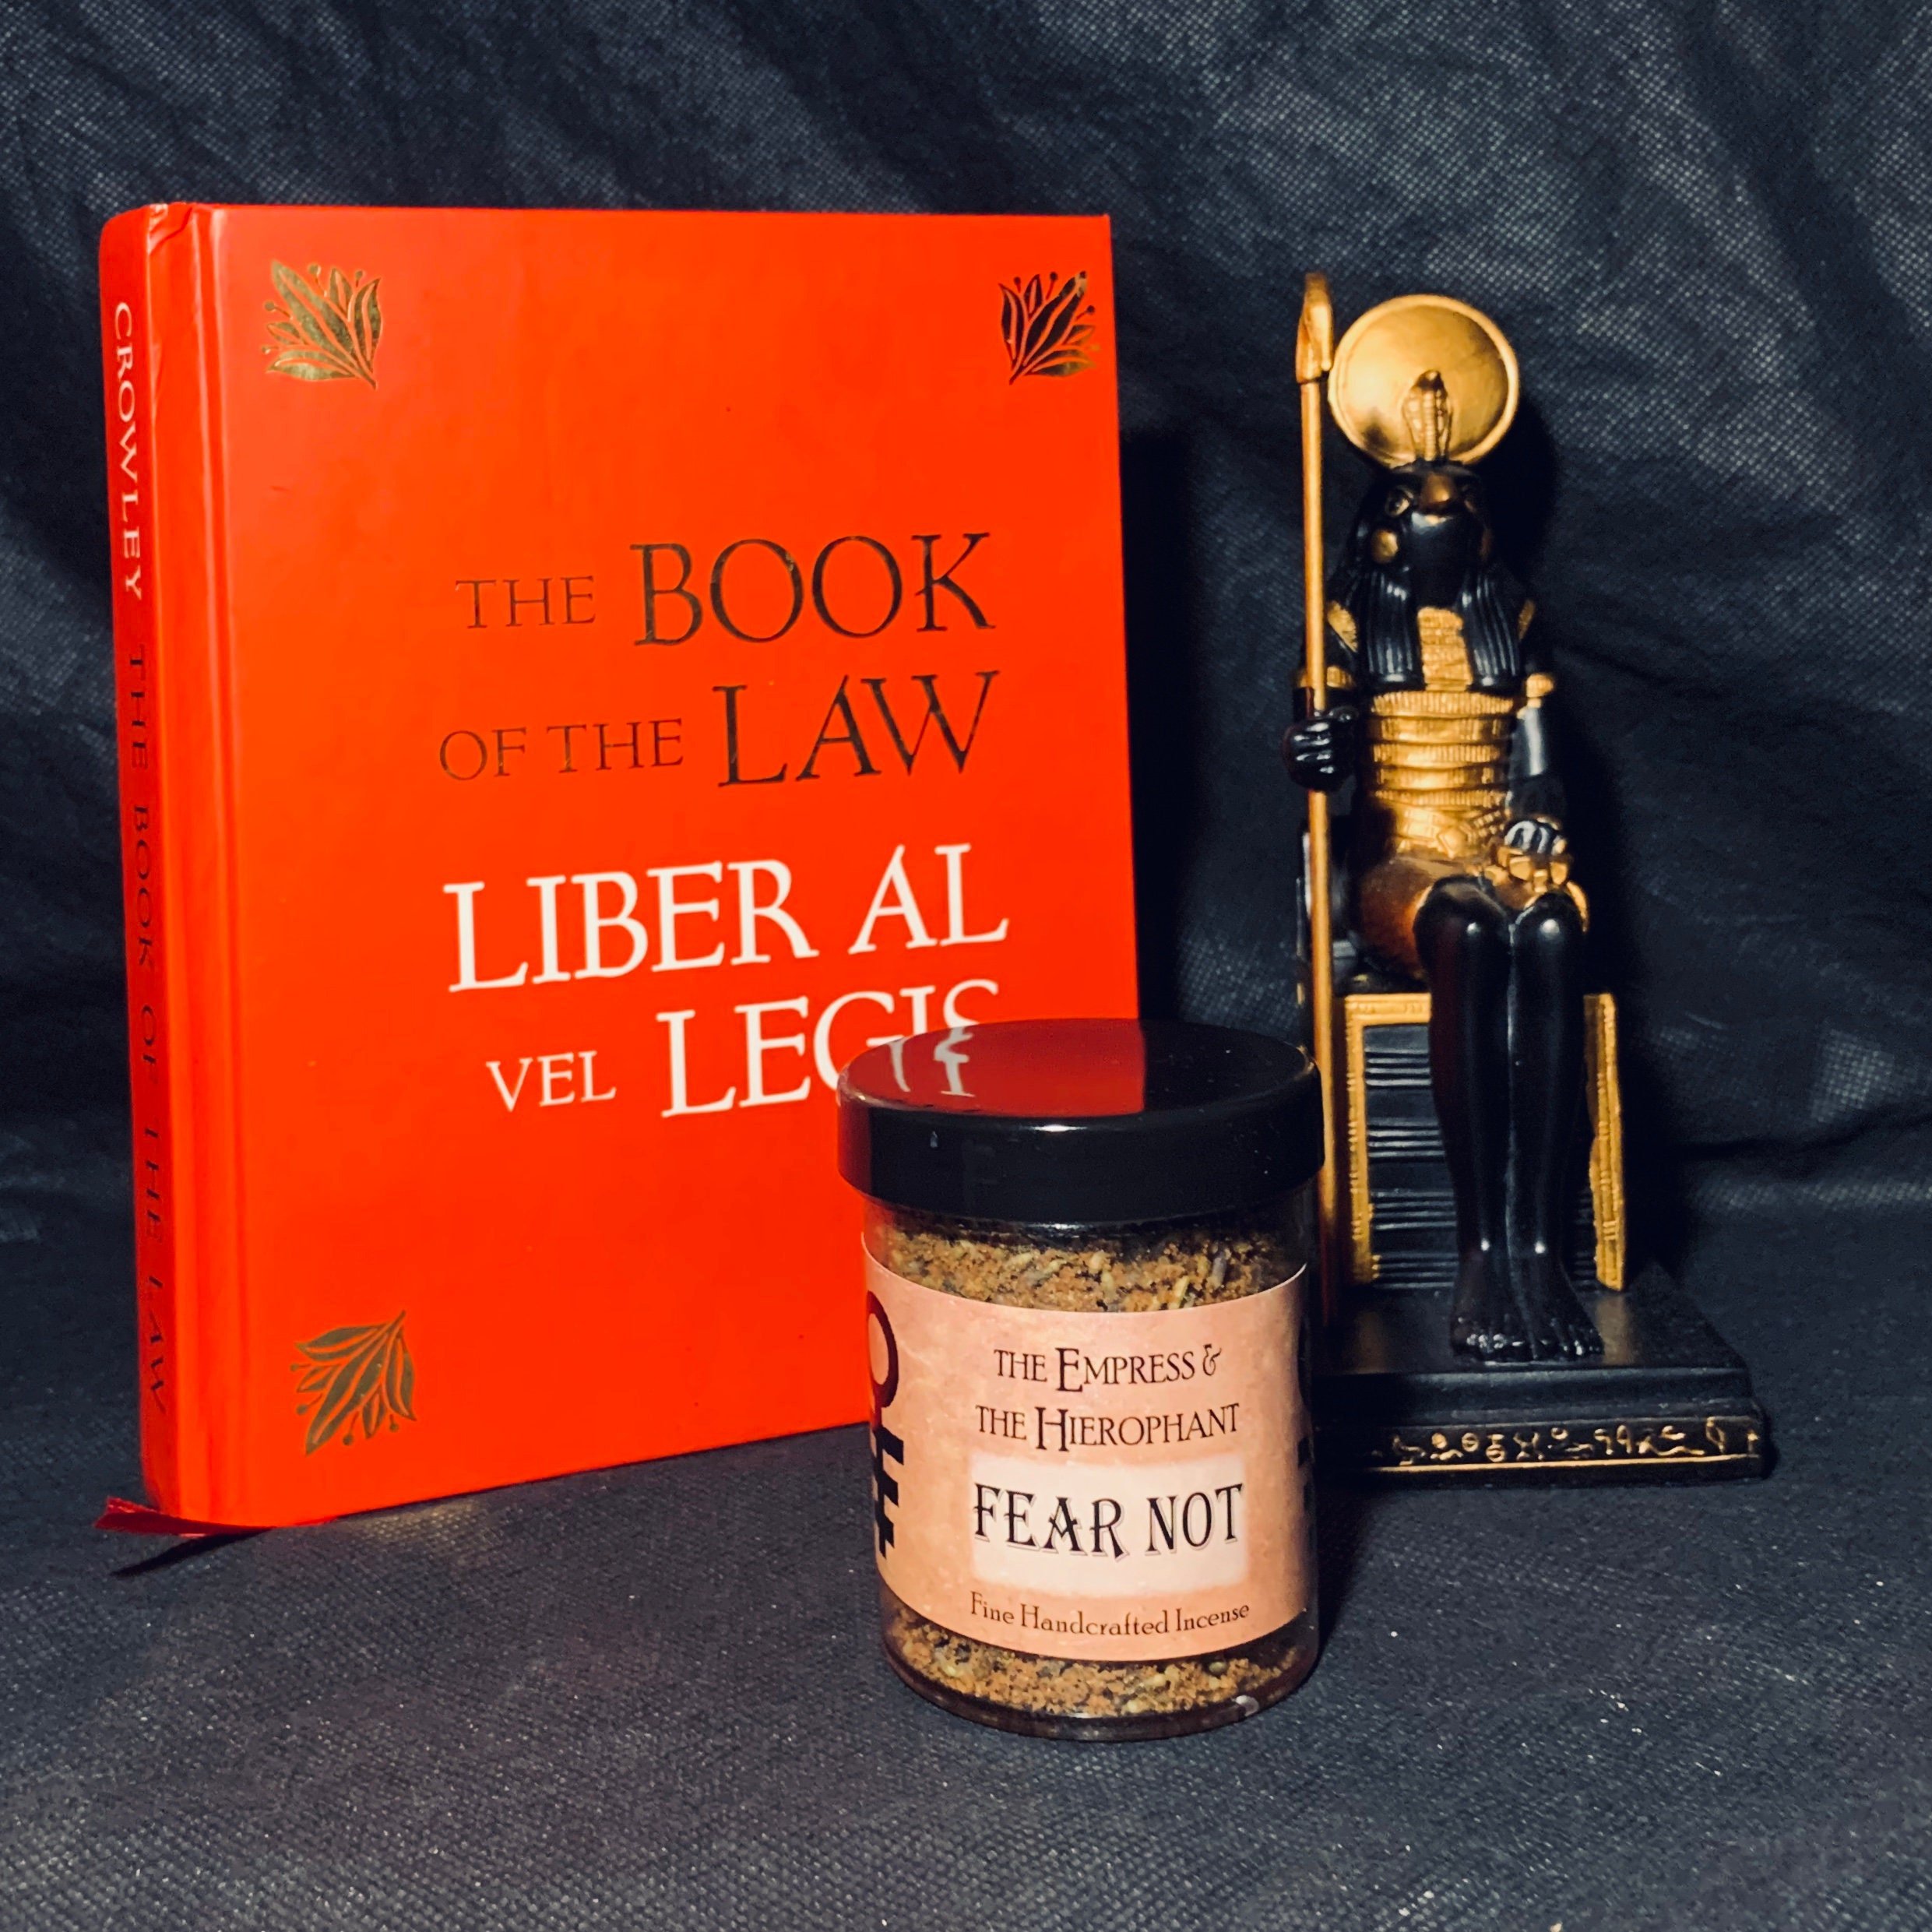 CROWLEY THE BOOK OF THE LAW
THE BOOK
OF THE LAW
LIBER AL
VEL LEGIS
THE EMPRESS &
THE HIEROPHANT
FEAR NOT
Fine Handcrafted Incense